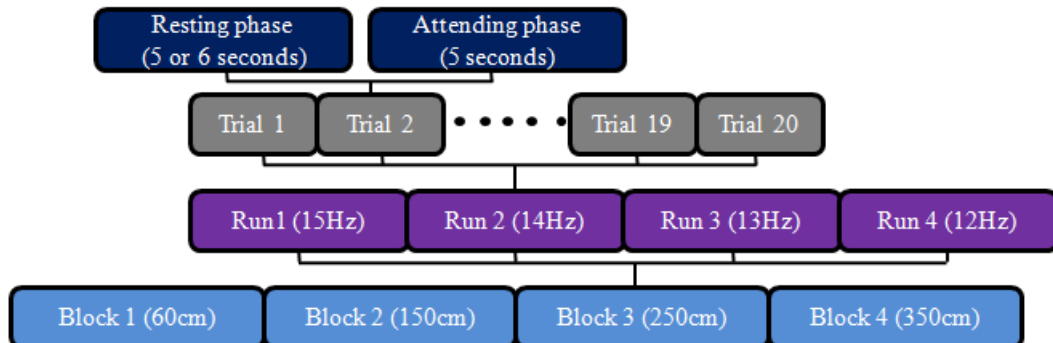 Resting phase
(5 or 6 seconds)
Attending phase
(5 seconds)
Trial 1
Trial 2
Trial 19
Trial 20
Run1 (15Hz)
Run 2 (14Hz)
Run 3 (13Hz)
Run 4 (12Hz)
Block 1 (60cm)
Block 2 (150cm)
Block 3 (250cm)
Block 4 (350cm)